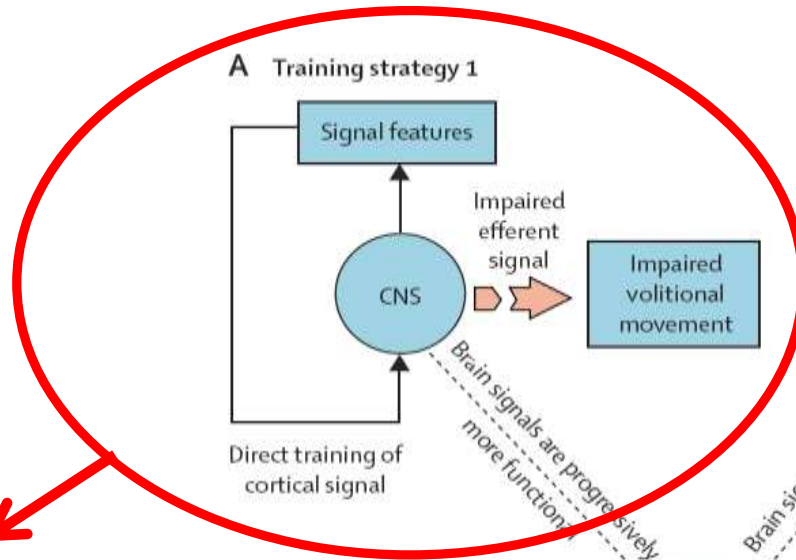 A Training strategy 1
Signal features
Impaired
efferent
signal
CNS
Impaired
volitional
movement
Direct training of
cortical signal
Brain signals are progressively
more functional
Brain